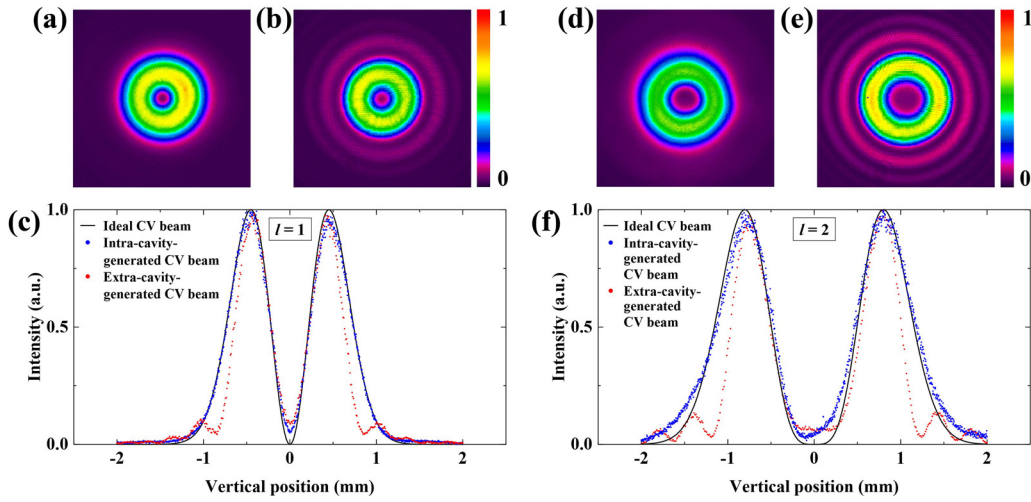 (a)
(b)
1
0
(d)
(e)
1
0
(c)
1.0
0.5
0.0
Intensity (a.u.)
Ideal CV beam
Intra-cavity-
generated CV beam
Extra-cavity-
generated CV beam
l = 1
-2
-1
0
1
2
Vertical position (mm)
(f)
1.0
0.5
0.0
Intensity (a.u.)
Ideal CV beam
Intra-cavity-
generated
CV beam
Extra-cavity-
generated
CV beam
l = 2
-2
-1
0
1
2
Vertical position (mm)